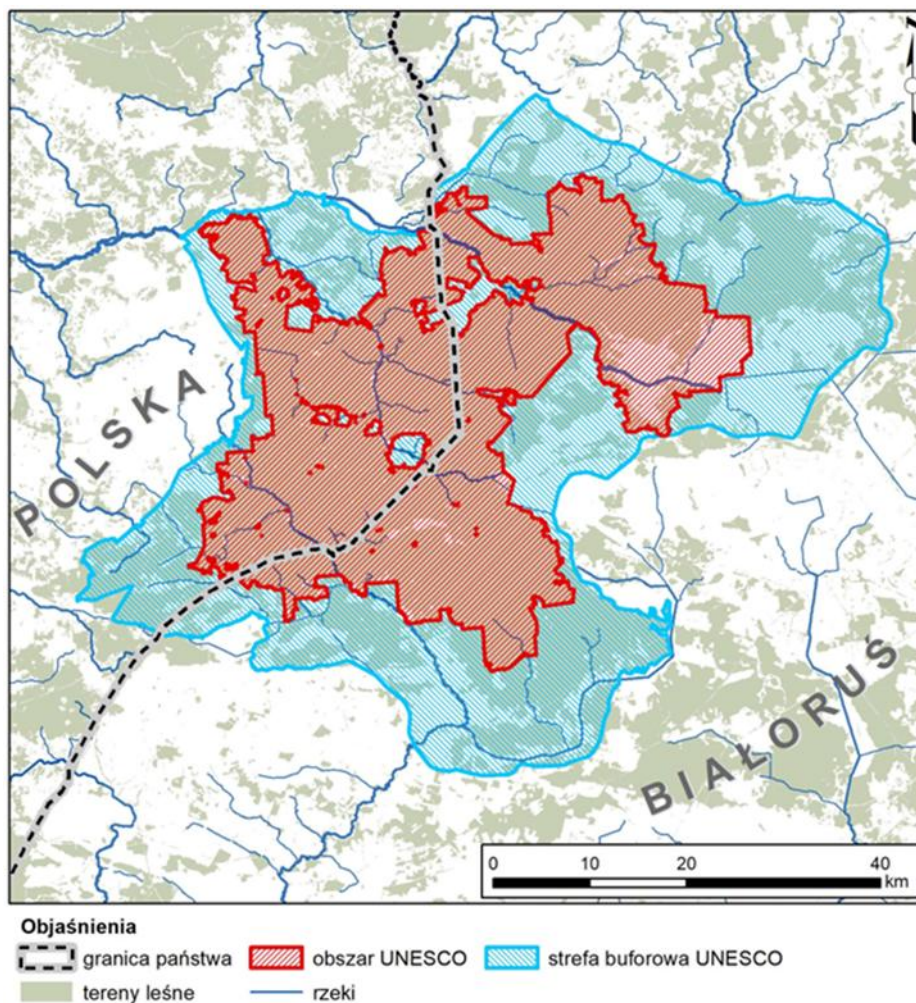 POLSKA
BIAŁORUŚ
0 10 20 40
km
Objaśnienia
granica państwa obszar UNESCO strefa buforowa UNESCO
tereny leśne rzeki